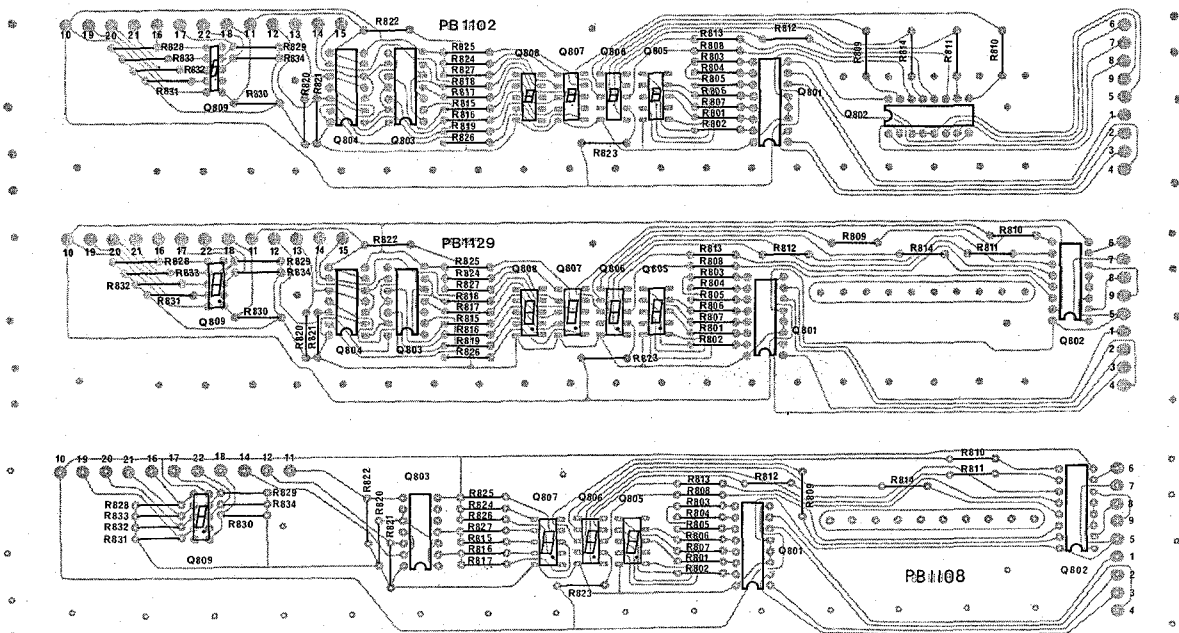 PB1102
R822
10 19 20 21 16 17 22 18 11 12 13 14 15
R828 R829
R833 R834
R832
R831 R830
Q809
R820 R821
Q804 Q803
R825
R824
R827
R818
R817
R815
R816
R819
R826
Q808 Q807 Q806 Q805
R823
R813 R812
R808
R803
R804
R805
R806
R807
R801
R802
Q801
R809 R814 R811 R810
Q802
6
7
8
9
5
1
2
3
4
PB1129
R822
10 19 20 21 16 17 22 18 11 12 13 14 15
R828 R829
R833 R834
R832
R831 R830
Q809
R820 R821
Q804 Q803
R825
R824
R827
R818
R817
R815
R816
R819
R826
Q808 Q807 Q806 Q805
R823
R813 R812
R808
R803
R804
R805
R806
R807
R801
R802
Q801
R809 R814 R811 R810
Q802
6
7
8
9
5
1
2
3
4
10 19 20 21 16 17 22 18 14 12 11
R828 R829
R833 R834
R832 R830
R831
Q809
R822 R820 R821
Q803
R825
R824
R826
R827
R815
R816
R817
Q807 Q806 Q805
R823
R813 R812
R808
R803
R804
R805
R806
R807
R801
R802
Q801
R809
R810
R811
R814
PB1108
Q802
6
7
8
9
5
1
2
3
4